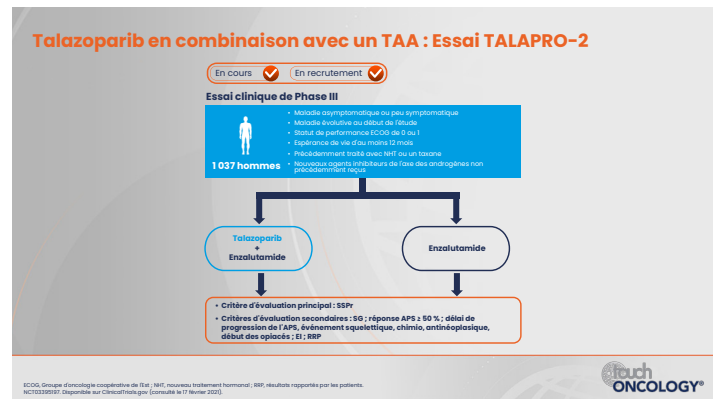 Talazoparib en combinaison avec un TAA : Essai TALAPRO-2
En cours
En recrutement
Essai clinique de Phase III
1 037 hommes
• Maladie asymptomatique ou peu symptomatique
• Maladie évolutive au début de l'étude
• Statut de performance ECOG de 0 ou 1
• Espérance de vie d'au moins 12 mois
• Précédemment traité avec NHT ou un taxane
• Nouveaux agents inhibiteurs de l'axe des androgènes non
précédemment reçus
Talazoparib
+
Enzalutamide
Enzalutamide
• Critère d'évaluation principal : SSPr
• Critères d'évaluation secondaires : SG ; réponse APS ≥ 50 % ; délai de
progression de l'APS, événement squelettique, chimio, antinéoplasique,
début des opiacés ; EI ; RRP
ECOG, Groupe d'oncologie coopérative de l'Est ; NHT, nouveau traitement hormonal ; RRP, résultats rapportés par les patients.
NCT03395197. Disponible sur ClinicalTrials.gov (consulté le 17 février 2021).
touch
ONCOLOGY®